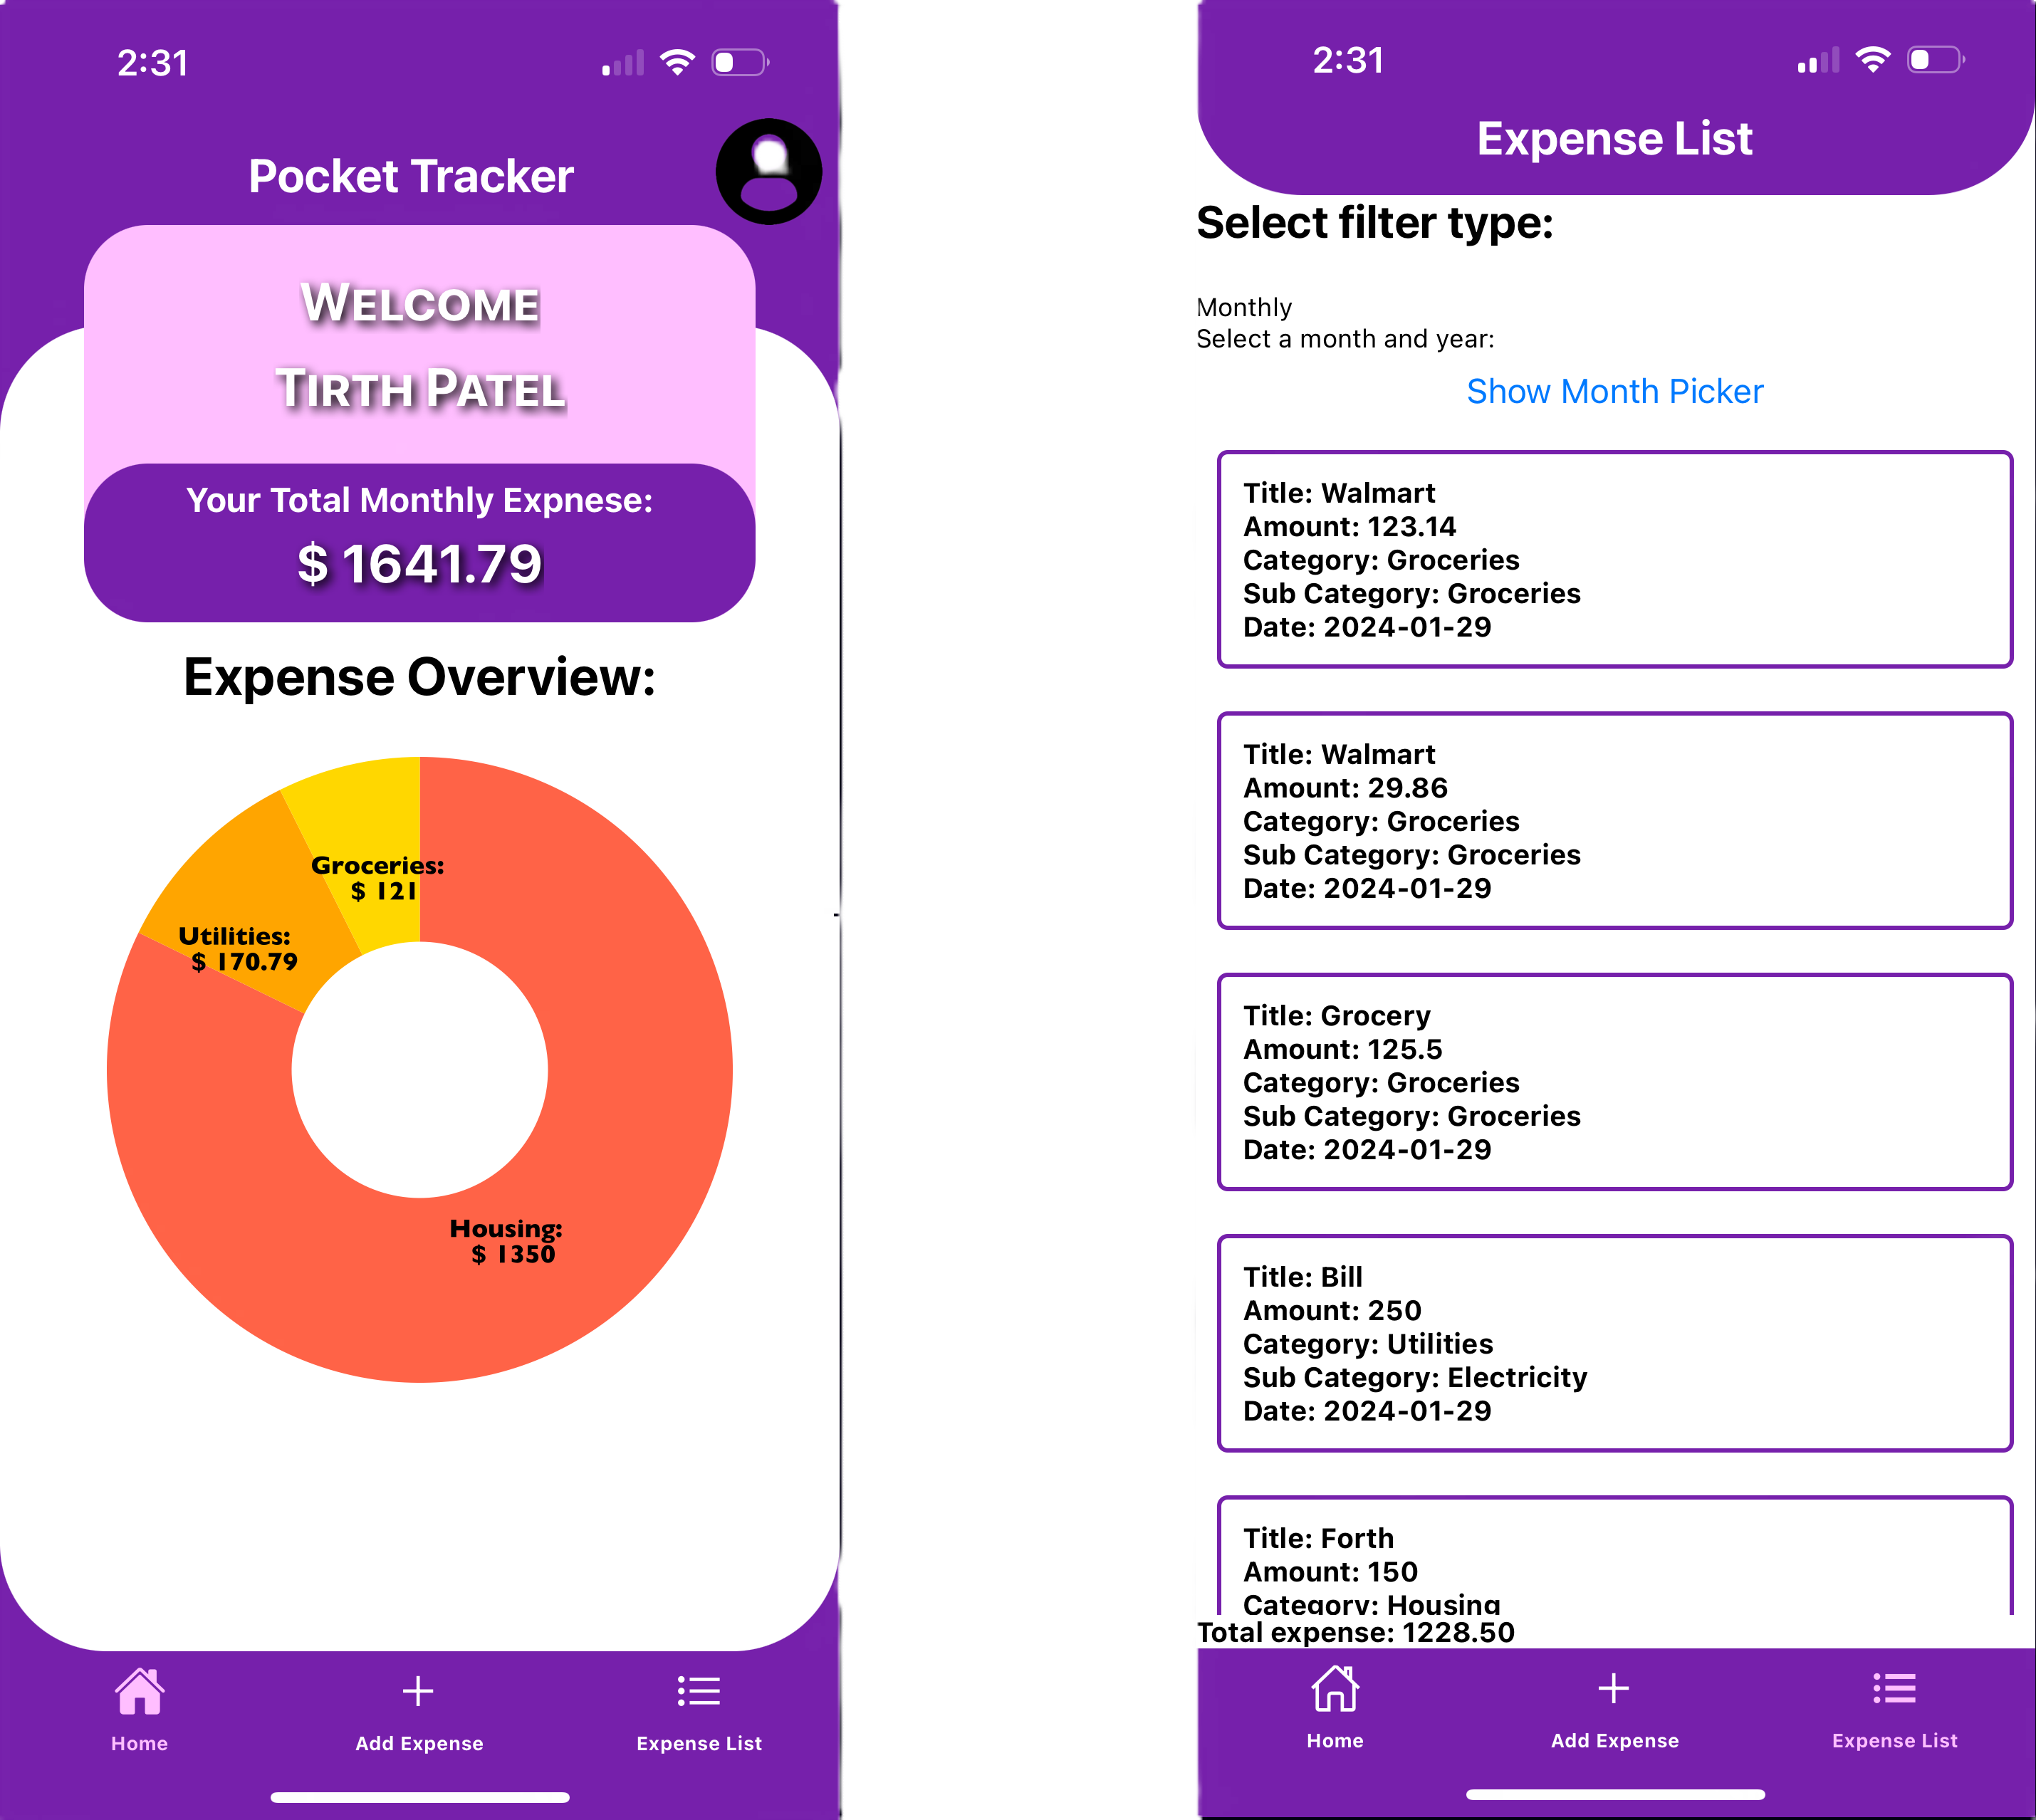 2:31
Pocket Tracker
WELCOME
TIRTH PATEL
Your Total Monthly Expnese:
$ 1641.79
Expense Overview:
Groceries:
$ 121
Utilities:
$ 170.79
Housing:
$ 1350
Home
Add Expense
Expense List
2:31
Expense List
Select filter type:
Monthly
Select a month and year:
Show Month Picker
Title: Walmart
Amount: 123.14
Category: Groceries
Sub Category: Groceries
Date: 2024-01-29
Title: Walmart
Amount: 29.86
Category: Groceries
Sub Category: Groceries
Date: 2024-01-29
Title: Grocery
Amount: 125.5
Category: Groceries
Sub Category: Groceries
Date: 2024-01-29
Title: Bill
Amount: 250
Category: Utilities
Sub Category: Electricity
Date: 2024-01-29
Title: Forth
Amount: 150
Category: Housing
Total expense: 1228.50
Home
Add Expense
Expense List